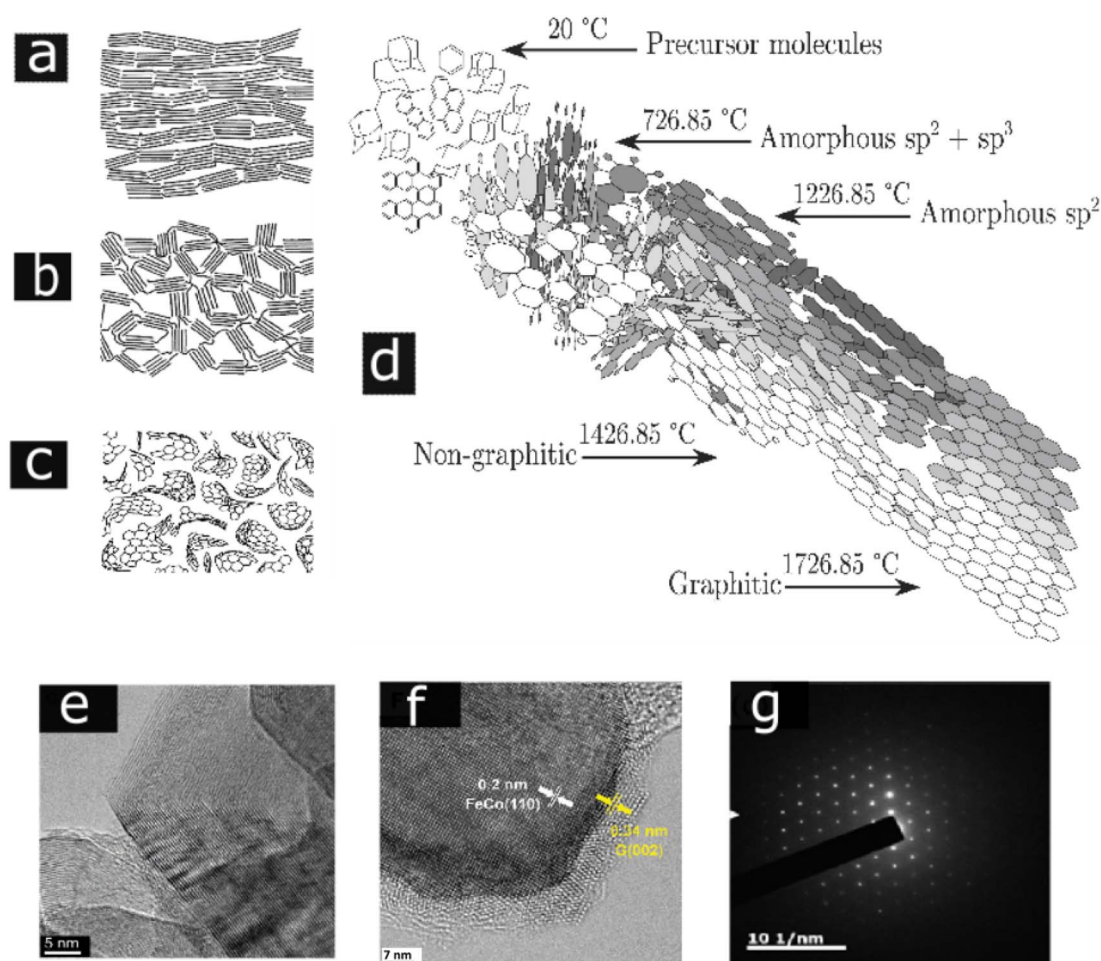 a
20 °C
Precursor molecules
726.85 °C
Amorphous sp² + sp³
1226.85 °C
Amorphous sp²
b
d
c
Non-graphitic
1426.85 °C
Graphitic
1726.85 °C
e
5 nm
f
0.2 nm
FeCo(110)
0.34 nm
G(002)
7 nm
g
10 1/nm